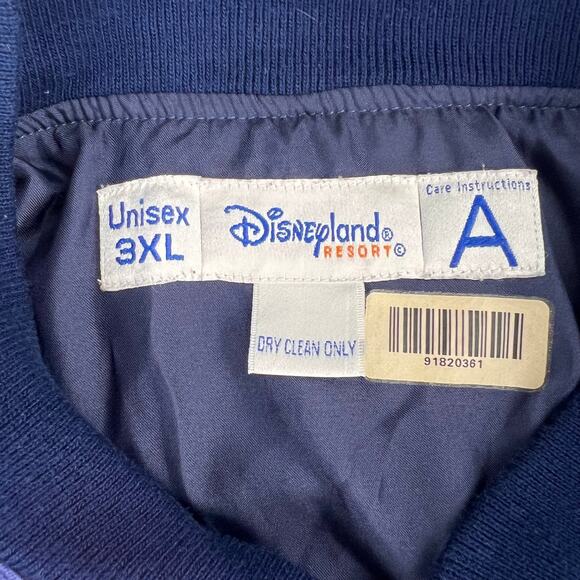 Unisex
3XL
Disneyland®
RESORT©
Care Instructions
A
DRY CLEAN ONLY
91820361